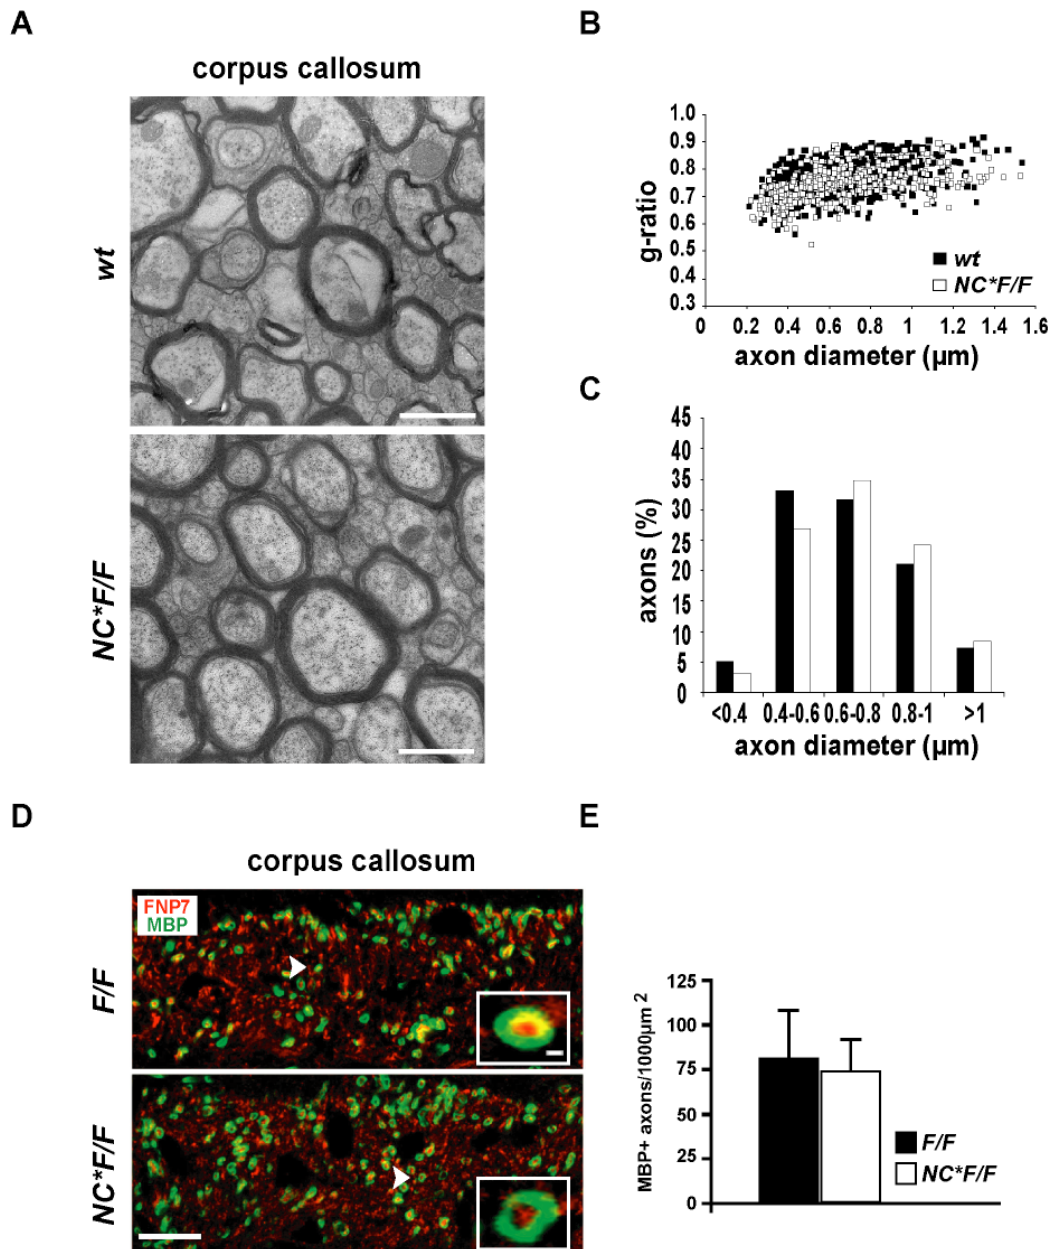 A
corpus callosum
wt
NC*F/F
B
1.0
0.9
0.8
0.7
0.6
0.5
0.4
0.3
g-ratio
wt
NC*F/F
0 0.2 0.4 0.6 0.8 1 1.2 1.4 1.6
axon diameter (µm)
C
45
40
35
30
25
20
15
10
5
0
axons (%)
<0.4 0.4-0.6 0.6-0.8 0.8-1 >1
axon diameter (µm)
D
corpus callosum
FNP7
MBP
F/F
NC*F/F
E
125
100
75
50
25
0
MBP+ axons/1000µm 2
F/F
NC*F/F